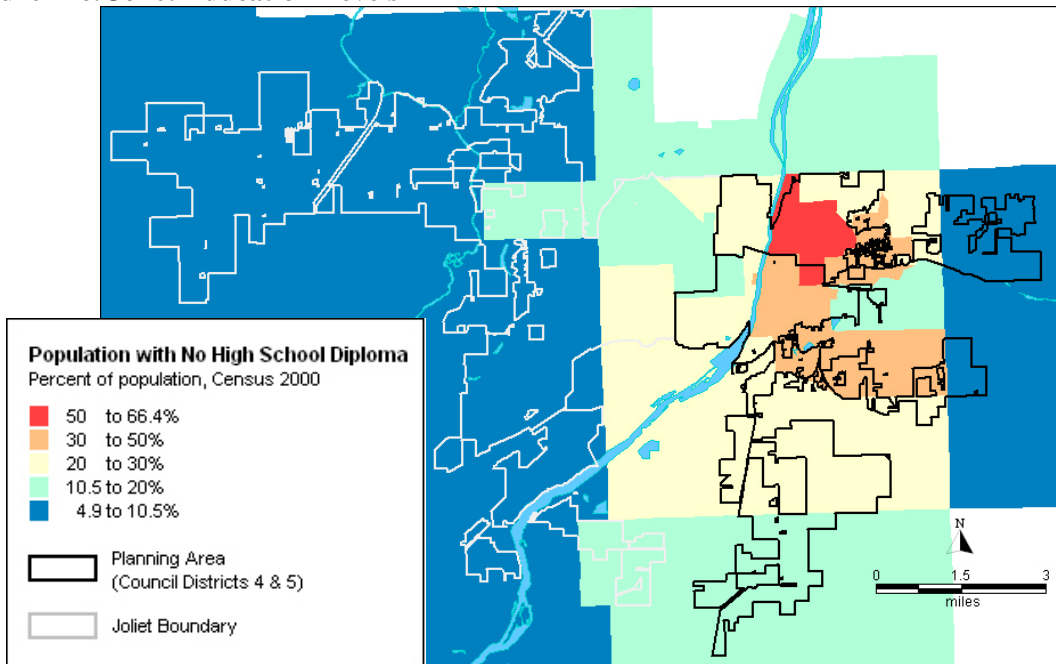 Population with No High School Diploma
Percent of population, Census 2000
50 to 66.4%
30 to 50%
20 to 30%
10.5 to 20%
4.9 to 10.5%
Planning Area
(Council Districts 4 & 5)
Joliet Boundary
N
0 1.5 3
miles